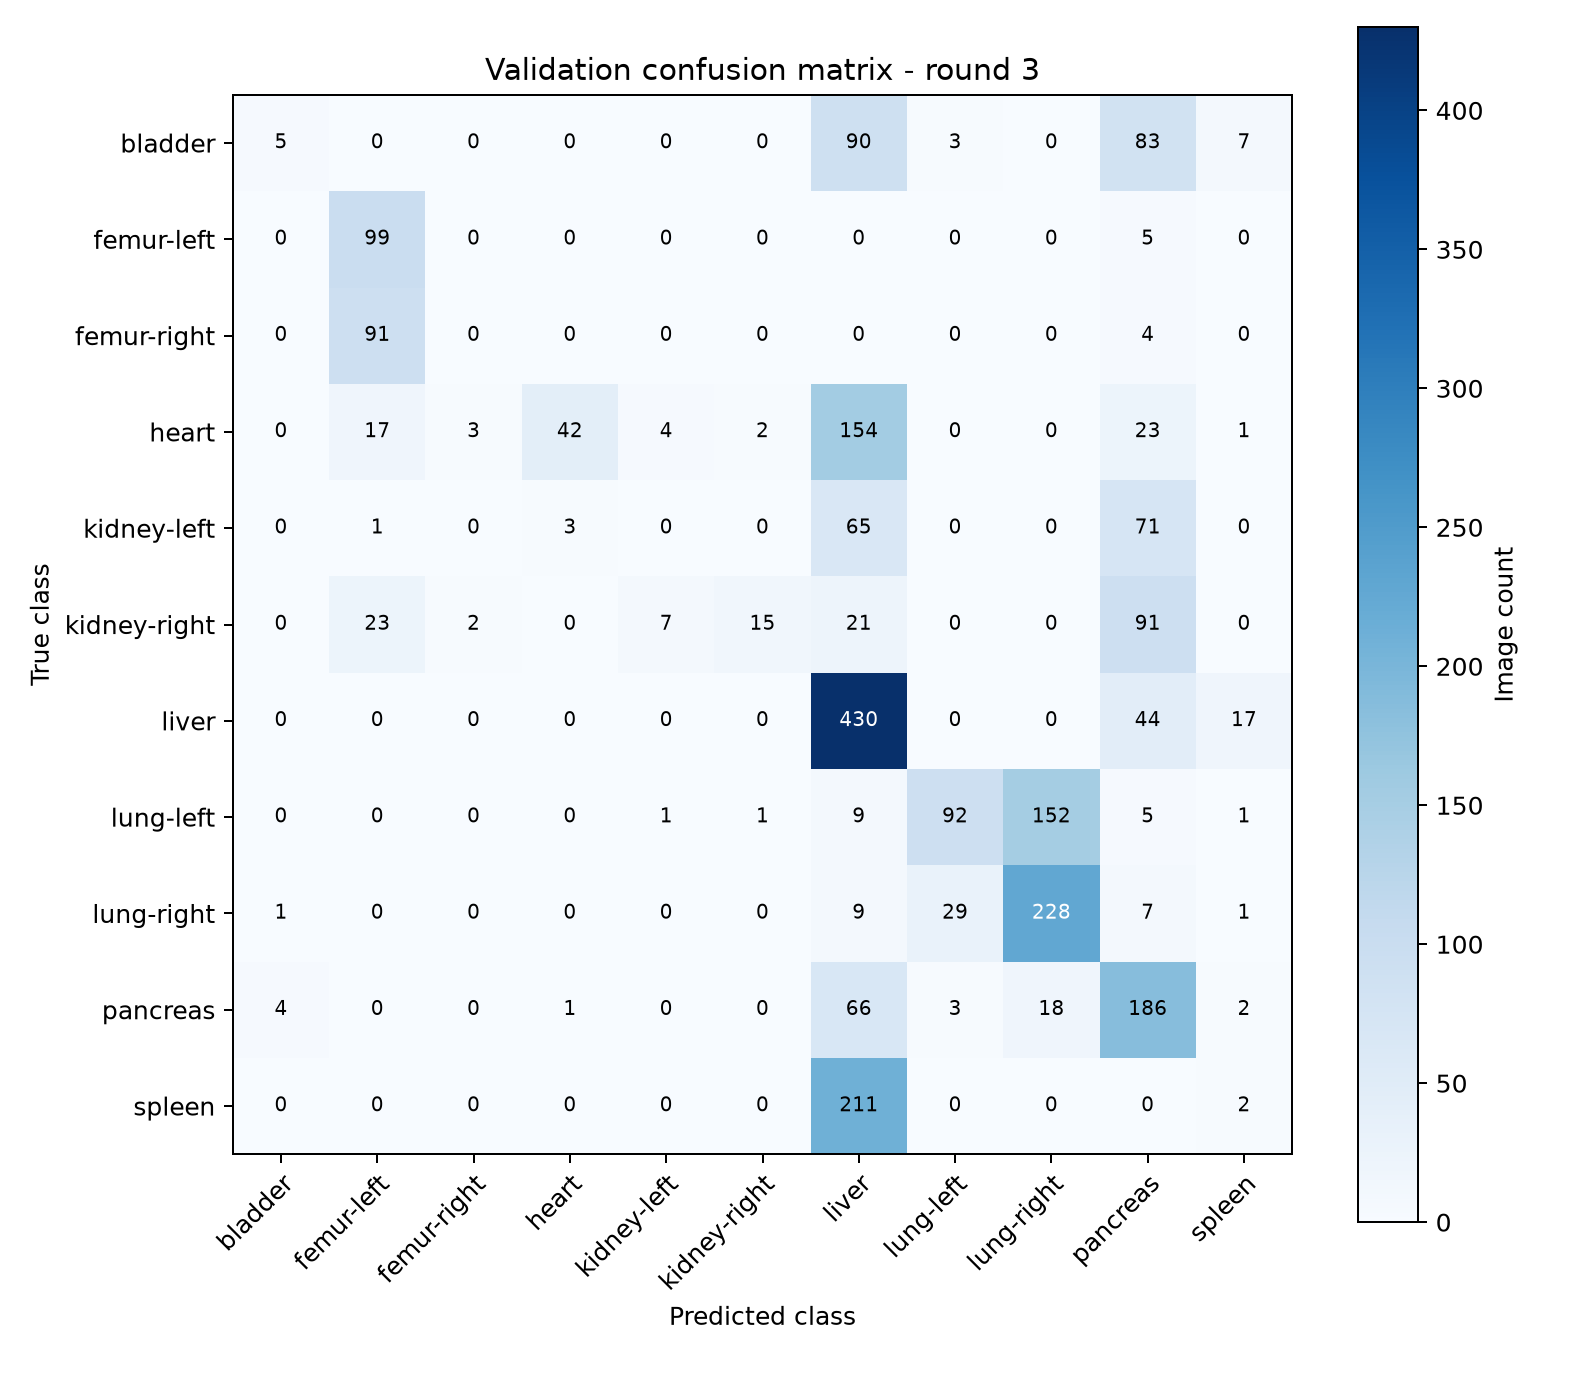 Validation confusion matrix - round 3
bladder 5 0 0 0 0 0 90 3 0 83 7
femur-left 0 99 0 0 0 0 0 0 0 5 0
femur-right 0 91 0 0 0 0 0 0 0 4 0
heart 0 17 3 42 4 2 154 0 0 23 1
kidney-left 0 1 0 3 0 0 65 0 0 71 0
kidney-right 0 23 2 0 7 15 21 0 0 91 0
liver 0 0 0 0 0 0 430 0 0 44 17
lung-left 0 0 0 0 1 1 9 92 152 5 1
lung-right 1 0 0 0 0 0 9 29 228 7 1
pancreas 4 0 0 1 0 0 66 3 18 186 2
spleen 0 0 0 0 0 0 211 0 0 0 2
True class
bladder femur-left femur-right heart kidney-left kidney-right liver lung-left lung-right pancreas spleen
Predicted class
400
350
300
250
200
150
100
50
0
Image count